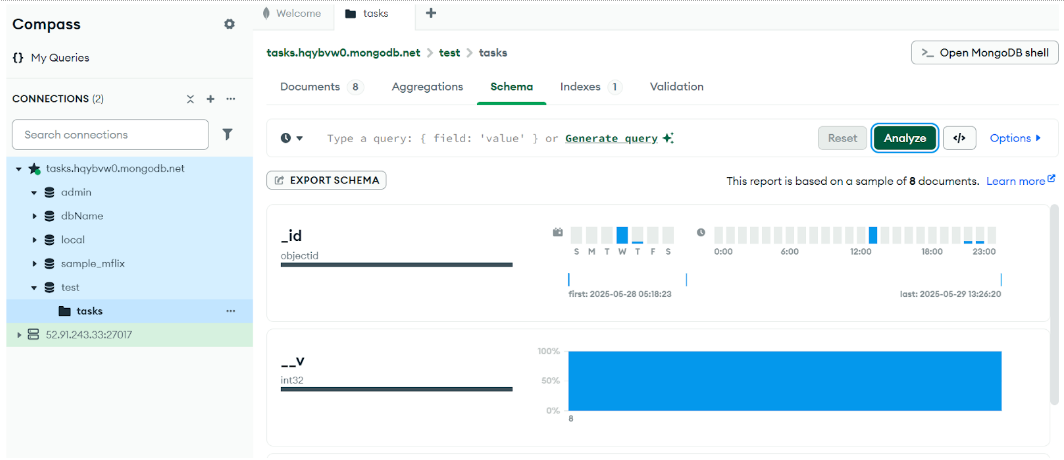 Compass
{} My Queries
CONNECTIONS (2)
Search connections
tasks.hqybvw0.mongodb.net
admin
dbName
local
sample_mflix
test
tasks
52.91.243.33:27017
Welcome
tasks
tasks.hqybvw0.mongodb.net > test > tasks
>_ Open MongoDB shell
Documents 8 Aggregations Schema Indexes 1 Validation
Type a query: { field: 'value' } or Generate query
Reset Analyze </> Options
EXPORT SCHEMA
This report is based on a sample of 8 documents. Learn more
_id
objectid
S M T W T F S
0:00 6:00 12:00 18:00 23:00
first: 2025-05-28 05:18:23 last: 2025-05-29 13:26:20
__v
int32
100%
50%
0%
8